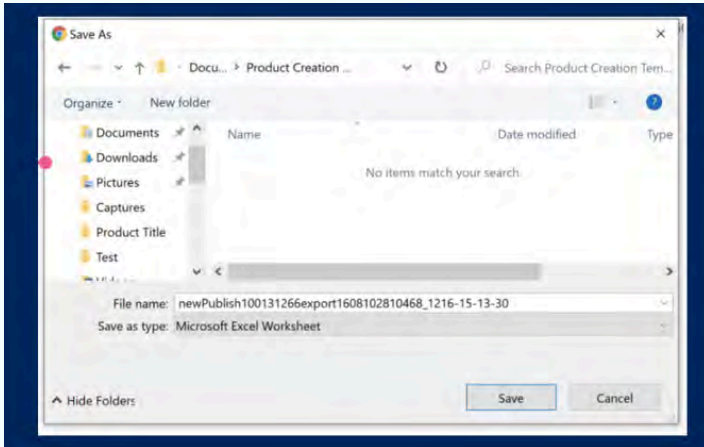 Save As
Docu... > Product Creation ...
Search Product Creation Tem...
Organize
New folder
Documents
Downloads
Pictures
Captures
Product Title
Test
Name
Date modified
Type
No items match your search.
File name: newPublish100131266export1608102810468_1216-15-13-30
Save as type: Microsoft Excel Worksheet
Hide Folders
Save
Cancel